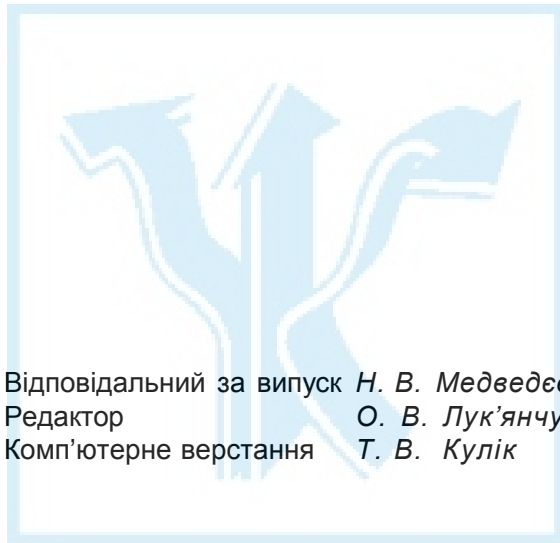 Відповідальний за випуск Н. В.
Редактор О. В.
Комп’ютерне верстання Т. В. Кулік